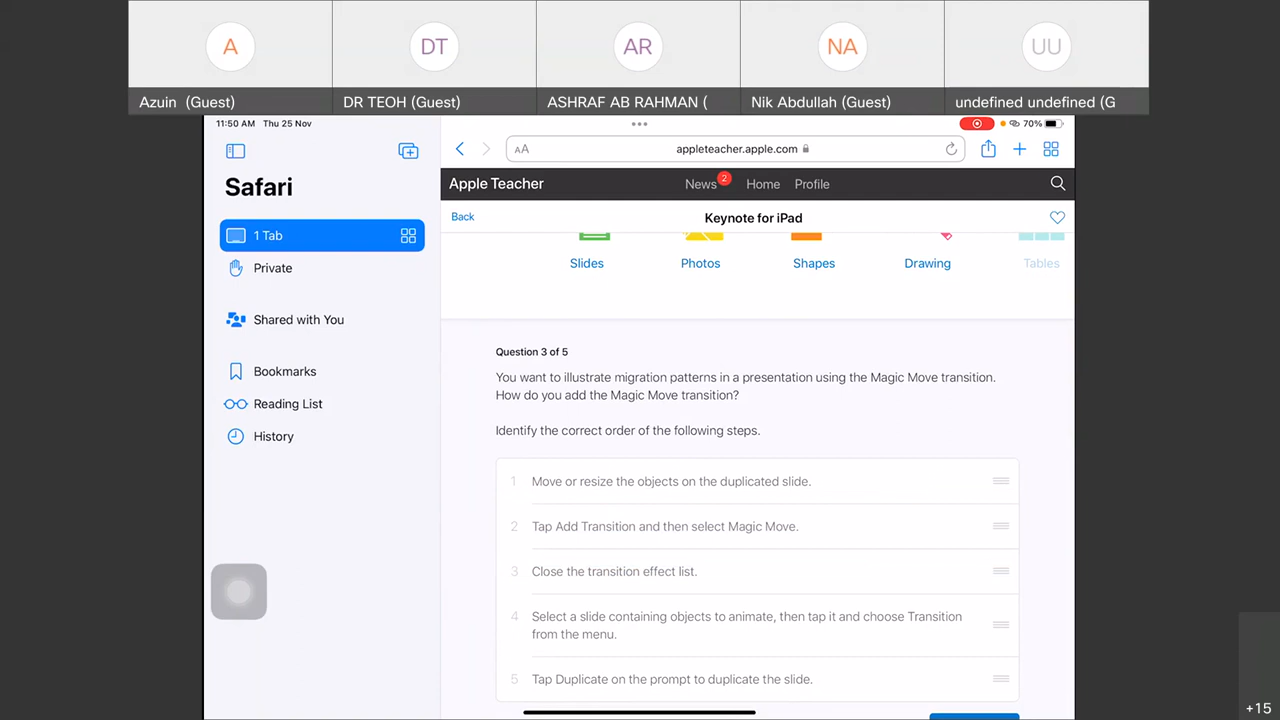 A
DT
AR
NA
UU
Azuin (Guest)
DR TEOH (Guest)
ASHRAF AB RAHMAN (
Nik Abdullah (Guest)
undefined undefined (G
11:50 AM Thu 25 Nov
70%
AA
appleteacher.apple.com
Safari
Apple Teacher
News
2
Home
Profile
Back
Keynote for iPad
1 Tab
Private
Shared with You
Bookmarks
Reading List
History
Slides
Photos
Shapes
Drawing
Tables
Question 3 of 5
You want to illustrate migration patterns in a presentation using the Magic Move transition.
How do you add the Magic Move transition?
Identify the correct order of the following steps.
1 Move or resize the objects on the duplicated slide.
2 Tap Add Transition and then select Magic Move.
3 Close the transition effect list.
4 Select a slide containing objects to animate, then tap it and choose Transition
from the menu.
5 Tap Duplicate on the prompt to duplicate the slide.
+15